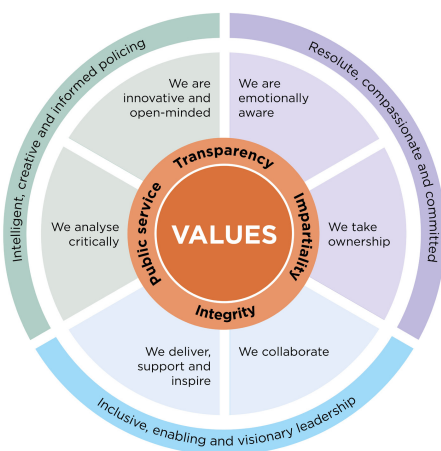 Intelligent, creative and informed policing
Resolute, compassionate and committed
We are
innovative and
open-minded
We are
emotionally
aware
Transparency
Public service
VALUES
Impartiality
Integrity
We analyse
critically
We take
ownership
We deliver,
support and
inspire
We collaborate
Inclusive, enabling and visionary leadership